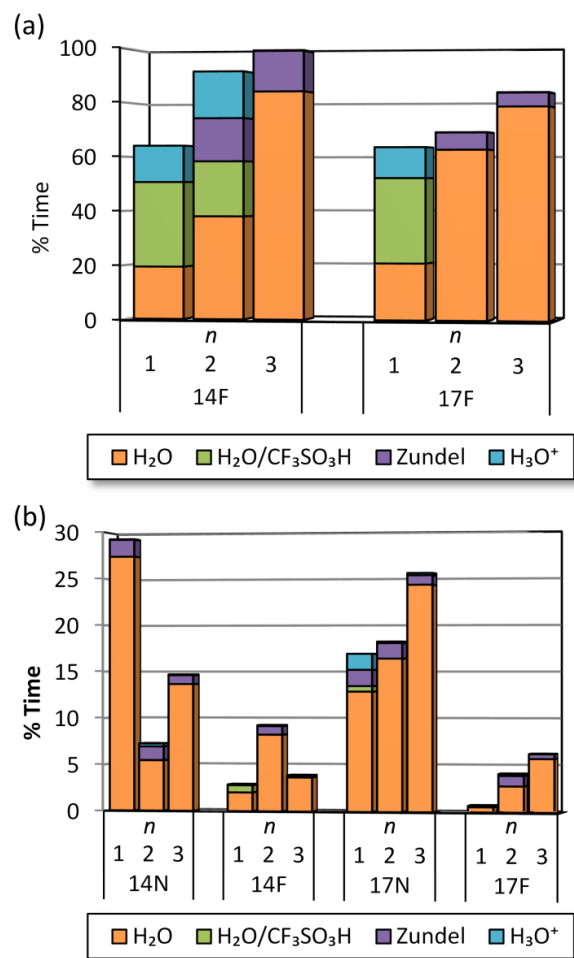 (a)
100
80
60
40
20
0
% Time
n
1 2 3
14F
n
1 2 3
17F
H₂O H₂O/CF₃SO₃H Zundel H₃O⁺
(b)
30
25
20
15
10
5
0
% Time
n n n n
1 2 3 1 2 3 1 2 3 1 2 3
14N 14F 17N 17F
H₂O H₂O/CF₃SO₃H Zundel H₃O⁺